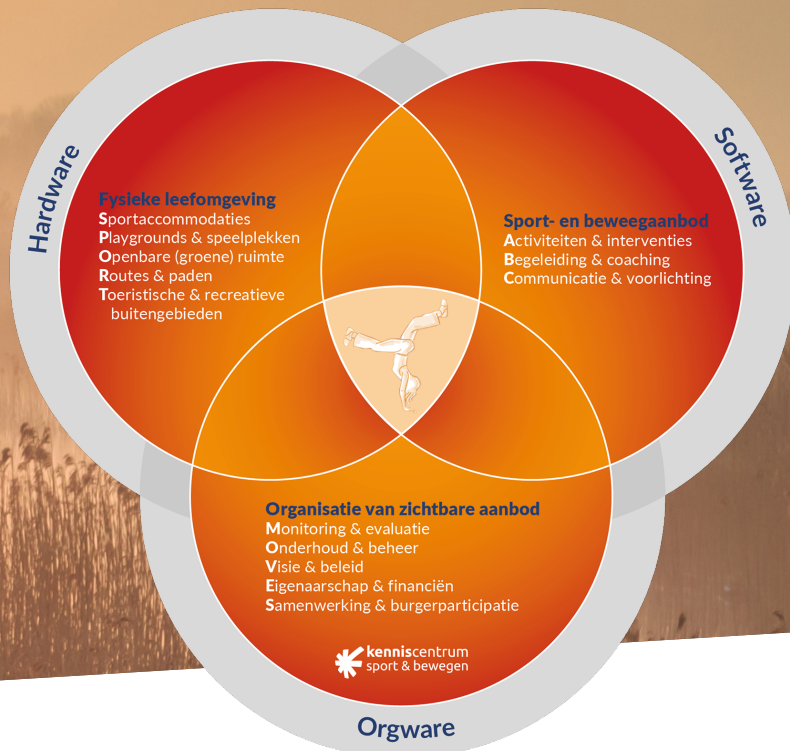 Hardware
Fysieke leefomgeving
Sportaccommodaties
Playgrounds & speelplekken
Openbare (groene) ruimte
Routes & paden
Toeristische & recreatieve
buitengebieden
Software
Sport- en beweegaanbod
Activiteiten & interventies
Begeleiding & coaching
Communicatie & voorlichting
Organisatie van zichtbare aanbod
Monitoring & evaluatie
Onderhoud & beheer
Visie & beleid
Eigenaarschap & financiën
Samenwerking & burgerparticipatie
kenniscentrum
sport & bewegen
Orgware